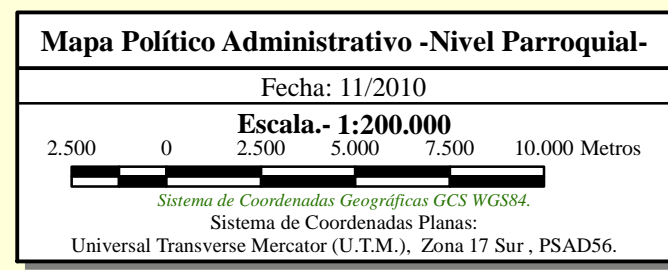 Mapa Político Administrativo -Nivel Parroquial-
Fecha: 11/2010
Escala.- 1:200.000
2.500 0 2.500 5.000 7.500 10.000 Metros
Sistema de Coordenadas Geográficas GCS WGS84.
Sistema de Coordenadas Planas:
Universal Transverse Mercator (U.T.M.), Zona 17 Sur , PSAD56.